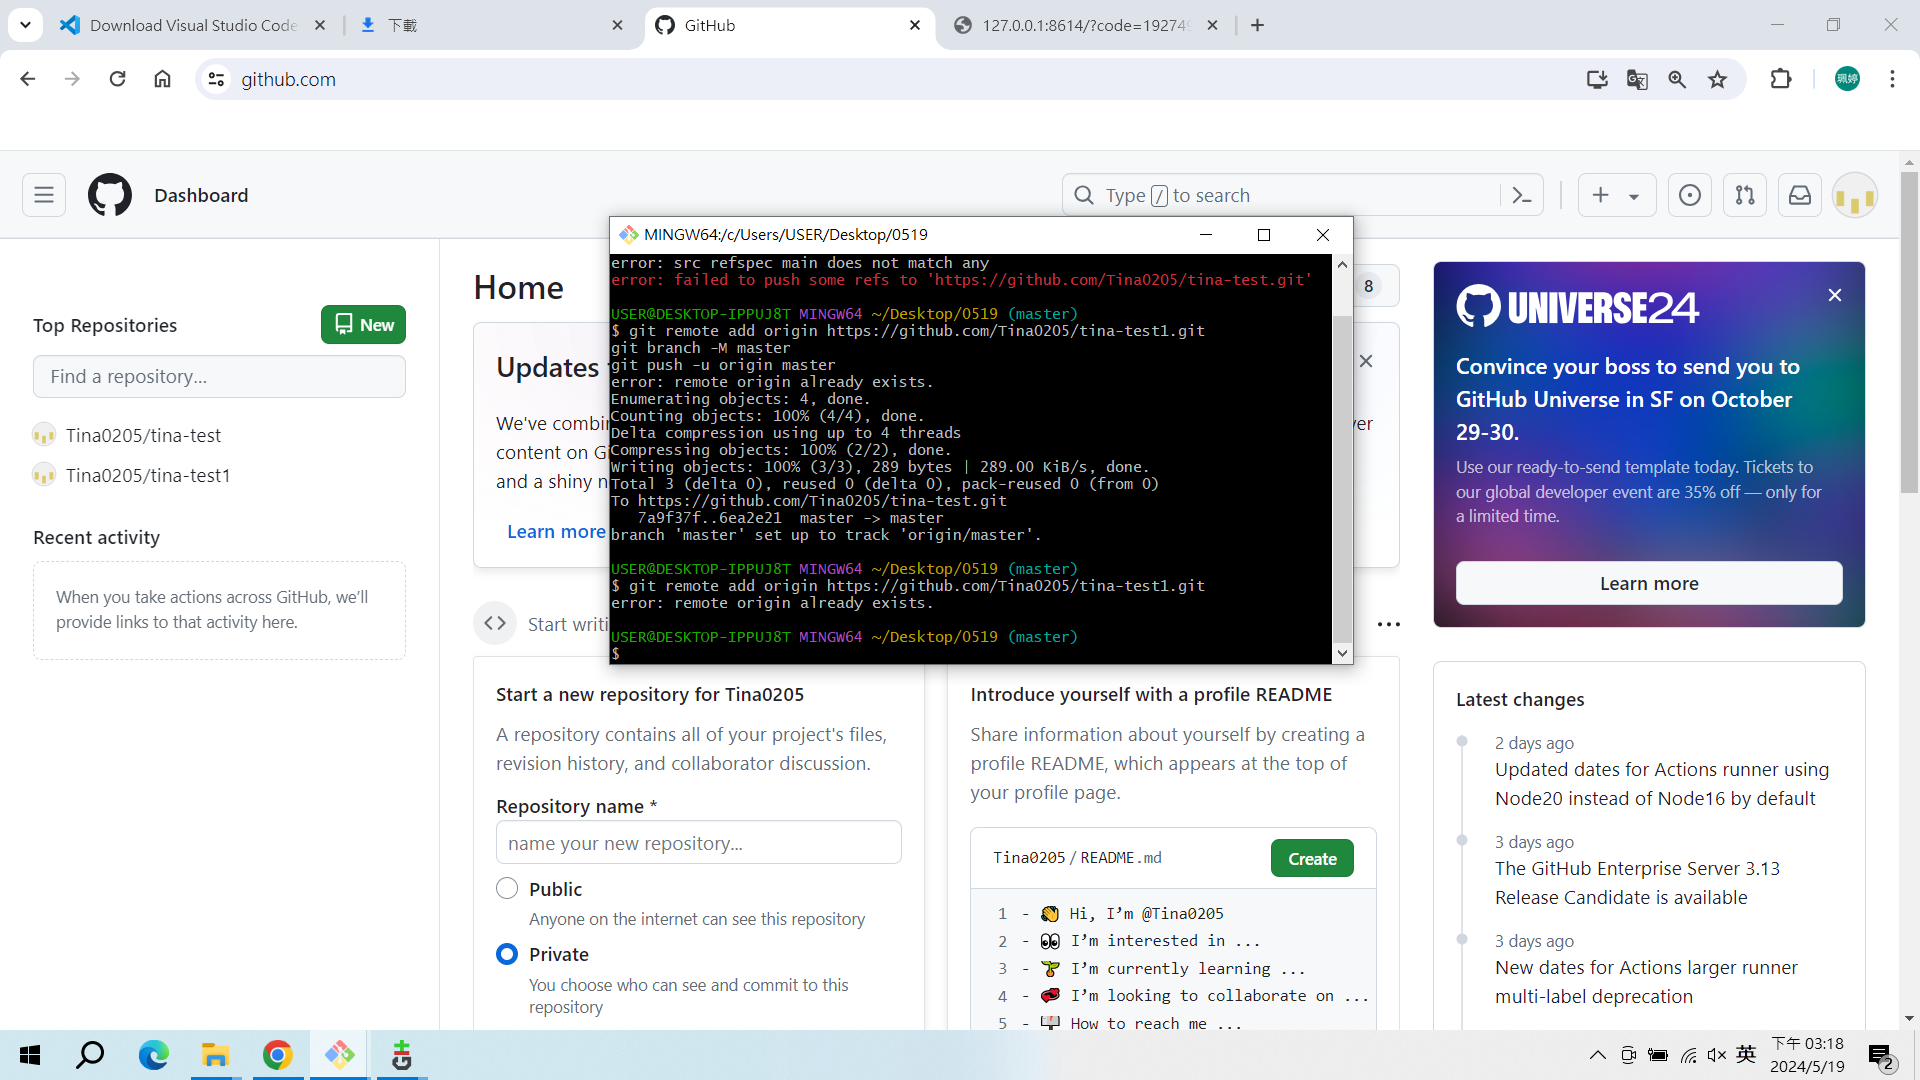 Download Visual Studio Code
下載
GitHub
127.0.0.1:8614/?code=19274
github.com
珮婷
Dashboard
Type / to search
MINGW64:/c/Users/USER/Desktop/0519
error: src refspec main does not match any
error: failed to push some refs to 'https://github.com/Tina0205/tina-test.git'
USER@DESKTOP-IPPUJ8T MINGW64 ~/Desktop/0519 (master)
$ git remote add origin https://github.com/Tina0205/tina-test1.git
git branch -M master
git push -u origin master
error: remote origin already exists.
Enumerating objects: 4, done.
Counting objects: 100% (4/4), done.
Delta compression using up to 4 threads
Compressing objects: 100% (2/2), done.
Writing objects: 100% (3/3), 289 bytes | 289.00 KiB/s, done.
Total 3 (delta 0), reused 0 (delta 0), pack-reused 0 (from 0)
To https://github.com/Tina0205/tina-test.git
7a9f37f..6ea2e21 master -> master
branch 'master' set up to track 'origin/master'.
USER@DESKTOP-IPPUJ8T MINGW64 ~/Desktop/0519 (master)
$ git remote add origin https://github.com/Tina0205/tina-test1.git
error: remote origin already exists.
USER@DESKTOP-IPPUJ8T MINGW64 ~/Desktop/0519 (master)
$
Top Repositories
New
Find a repository...
Tina0205/tina-test
Tina0205/tina-test1
Recent activity
When you take actions across GitHub, we'll
provide links to that activity here.
Home
8
Updates
We've combi
ver
content on G
and a shiny n
Learn more
Start writi
Start a new repository for Tina0205
A repository contains all of your project's files,
revision history, and collaborator discussion.
Repository name *
name your new repository...
Public
Anyone on the internet can see this repository
Private
You choose who can see and commit to this
repository
Introduce yourself with a profile README
Share information about yourself by creating a
profile README, which appears at the top of
your profile page.
Tina0205 / README.md
Create
1 - 👋 Hi, I'm @Tina0205
2 - 👀 I'm interested in ...
3 - 🌱 I'm currently learning ...
4 - 💞️ I'm looking to collaborate on ...
5 - 📫 How to reach me ...
UNIVERSE24
Convince your boss to send you to
GitHub Universe in SF on October
29-30.
Use our ready-to-send template today. Tickets to
our global developer event are 35% off — only for
a limited time.
Learn more
Latest changes
2 days ago
Updated dates for Actions runner using
Node20 instead of Node16 by default
3 days ago
The GitHub Enterprise Server 3.13
Release Candidate is available
3 days ago
New dates for Actions larger runner
multi-label deprecation
英
下午 03:18
2024/5/19
2